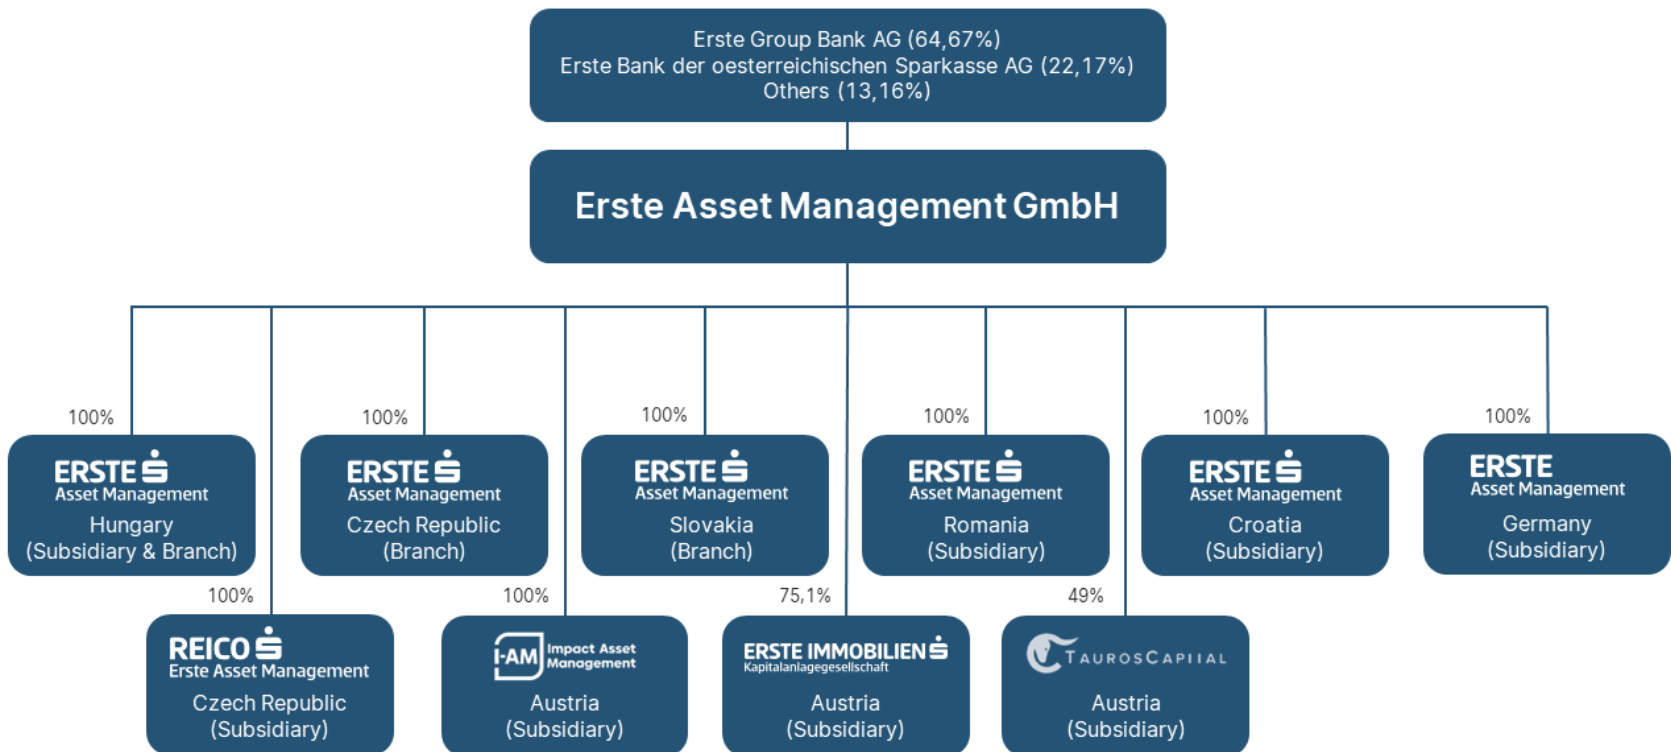 Erste Group Bank AG (64,67%)
Erste Bank der oesterreichischen Sparkasse AG (22,17%)
Others (13,16%)
Erste Asset Management GmbH
100%
ERSTE
Asset Management
Hungary
(Subsidiary & Branch)
100%
ERSTE
Asset Management
Czech Republic
(Branch)
100%
ERSTE
Asset Management
Slovakia
(Branch)
100%
ERSTE
Asset Management
Romania
(Subsidiary)
100%
ERSTE
Asset Management
Croatia
(Subsidiary)
100%
ERSTE
Asset Management
Germany
(Subsidiary)
100%
REICO
Erste Asset Management
Czech Republic
(Subsidiary)
100%
I-AM Impact Asset
Management
Austria
(Subsidiary)
75,1%
ERSTE IMMOBILIEN
Kapitalanlagegesellschaft
Austria
(Subsidiary)
49%
TAUROSCAPITAL
Austria
(Subsidiary)